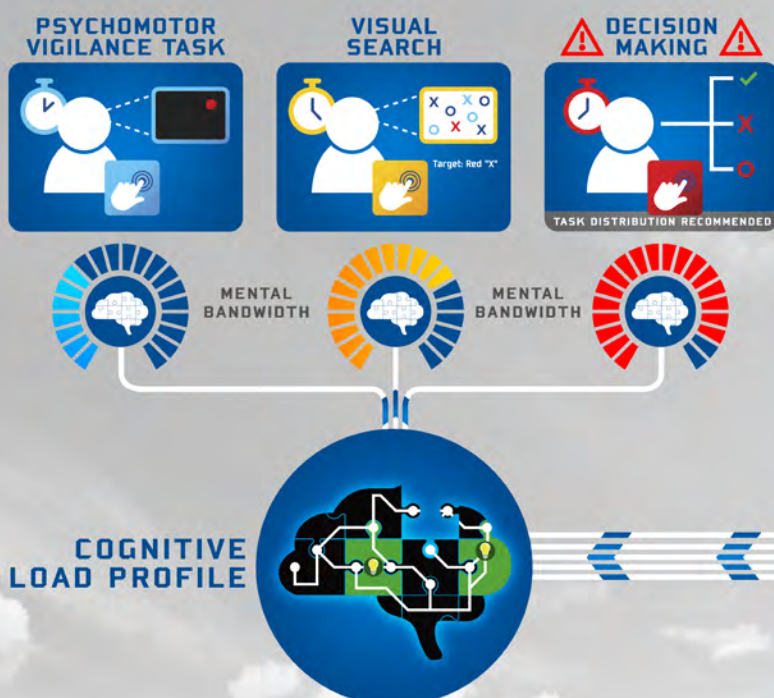 PSYCHOMOTOR
VIGILANCE TASK
VISUAL
SEARCH
DECISION
MAKING
Target: Red "X"
TASK DISTRIBUTION RECOMMENDED
MENTAL
BANDWIDTH
MENTAL
BANDWIDTH
COGNITIVE
LOAD PROFILE